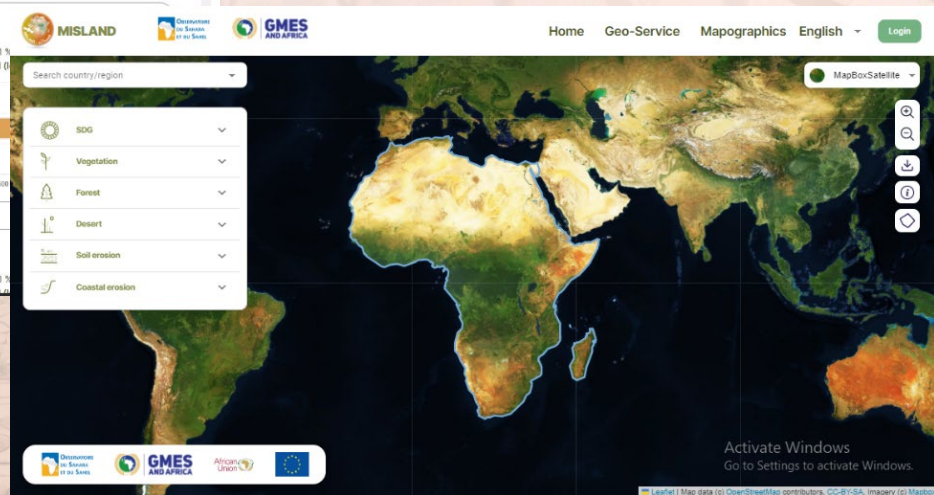 MISLAND
OBSERVATOIRE
DU SAHARA
ET DU SAHEL
GMES
AND AFRICA
Home
Geo-Service
Mapographics
English
Login
Search country/region
MapBoxSatellite
SDG
Vegetation
Forest
Desert
Soil erosion
Coastal erosion
OBSERVATOIRE
DU SAHARA
ET DU SAHEL
GMES
AND AFRICA
African
Union
Activate Windows
Go to Settings to activate Windows.
Leaflet | Map data (c) OpenStreetMap contributors, CC-BY-SA, Imagery (c) Mapbox